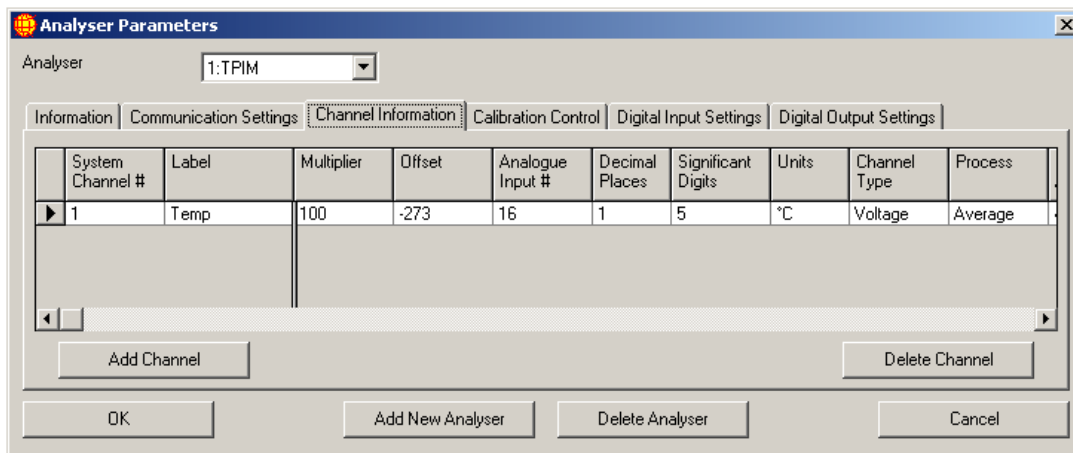 Analyser Parameters
Analyser 1:TPIM
Information Communication Settings Channel Information Calibration Control Digital Input Settings Digital Output Settings
System Channel # Label Multiplier Offset Analogue Input # Decimal Places Significant Digits Units Channel Type Process
1 Temp 100 -273 16 1 5 °C Voltage Average
Add Channel Delete Channel
OK Add New Analyser Delete Analyser Cancel